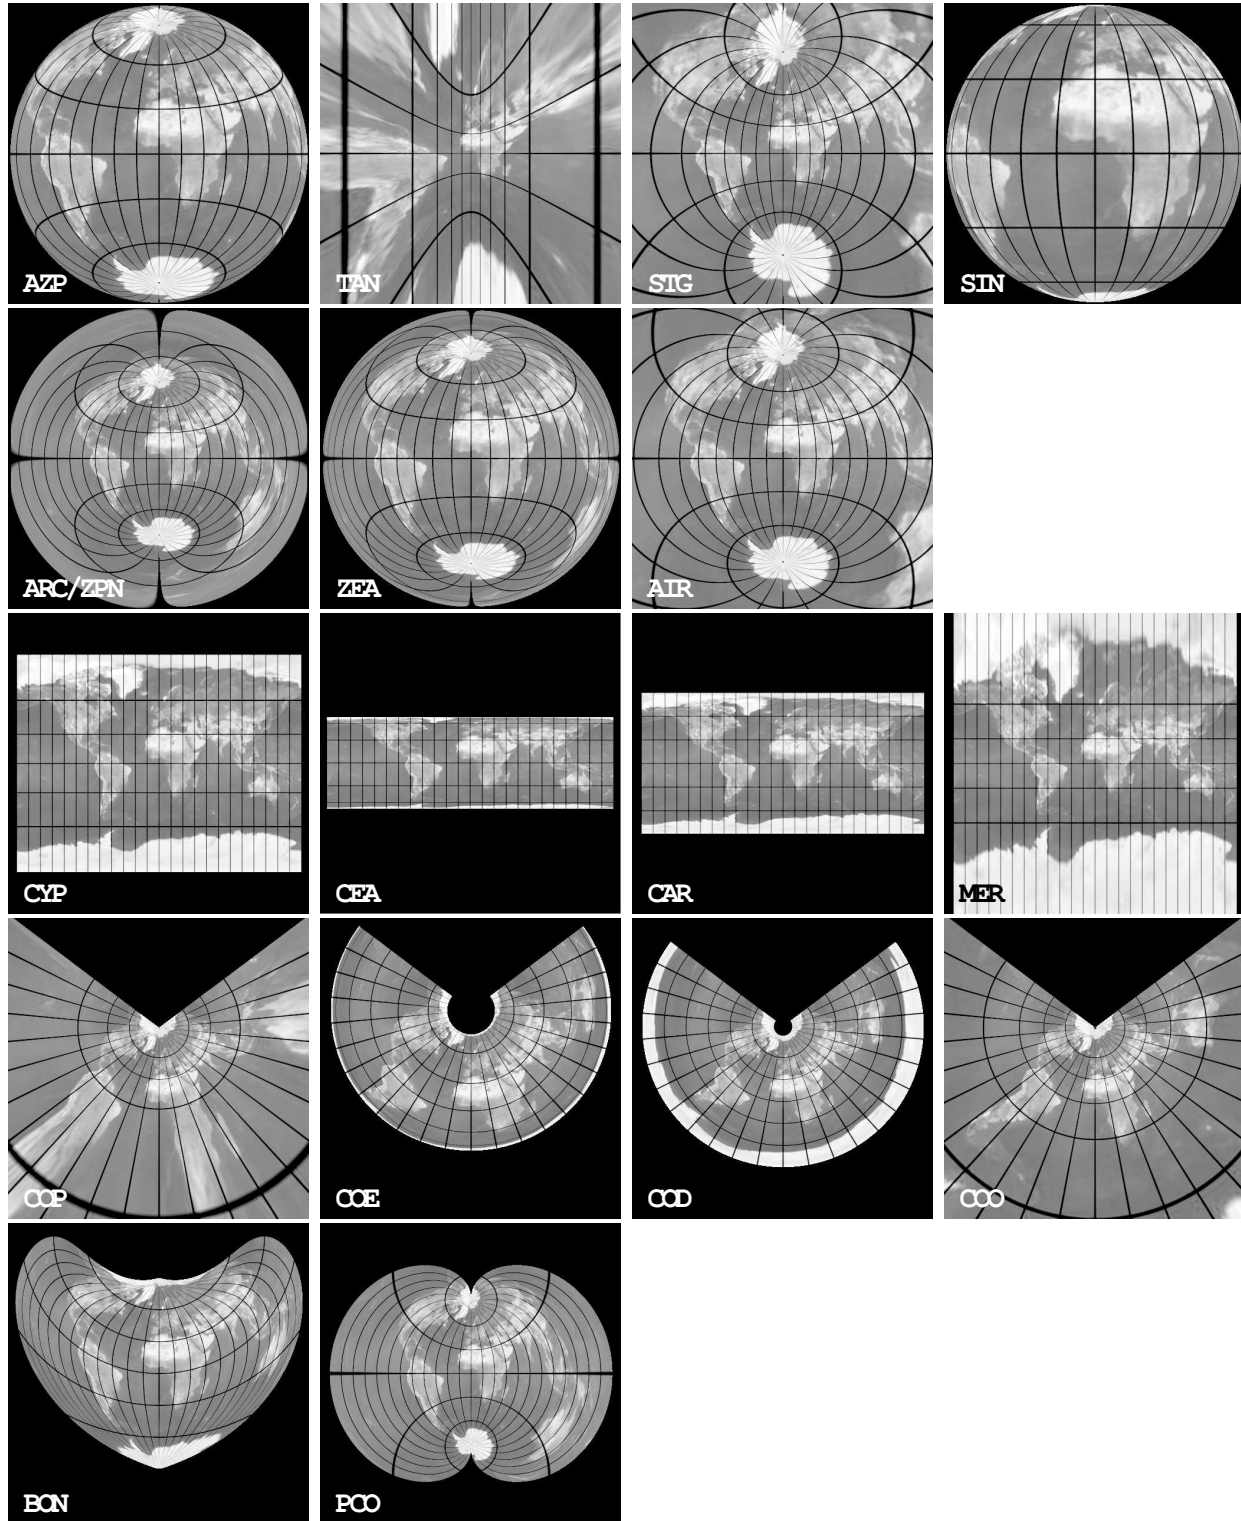 AZP
TAN
STG
SIN
ARC/ZPN
ZEA
AIR
CYP
CEA
CAR
MER
COP
COE
COD
COO
BON
PCO